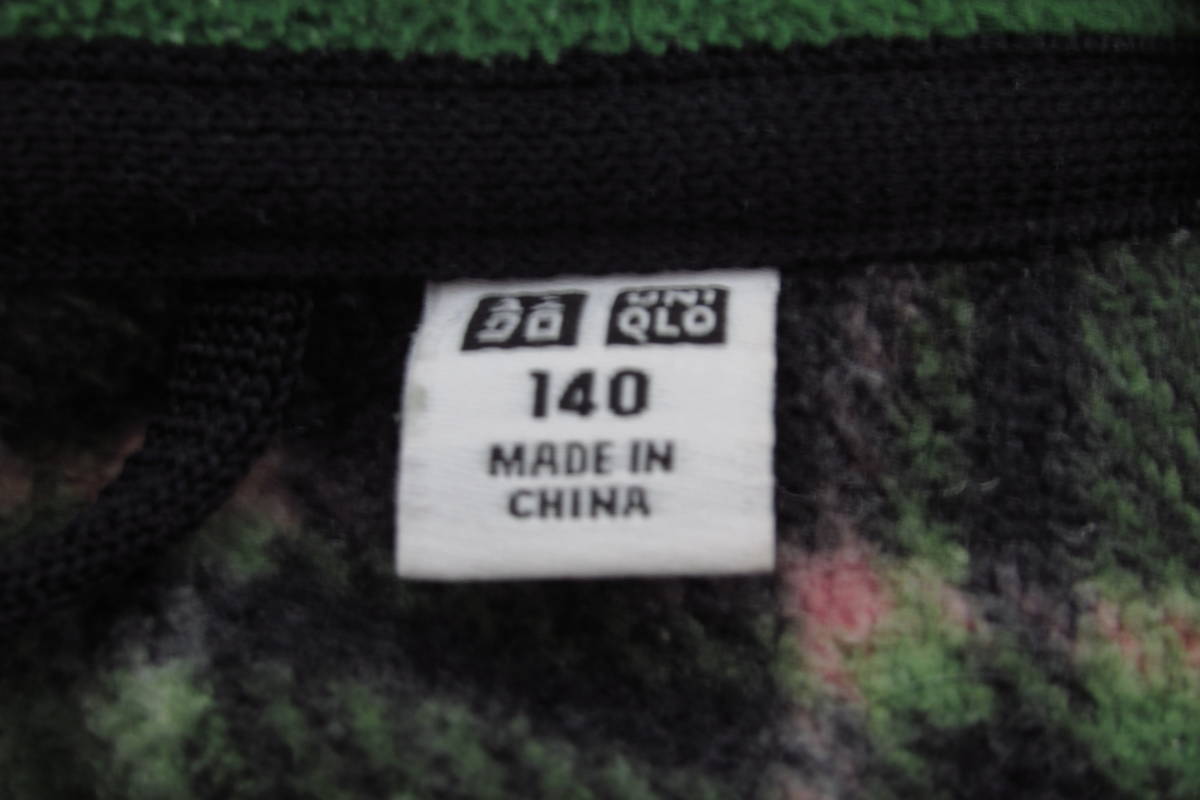 ユニ UNI
クロ QLO
140
MADE IN
CHINA